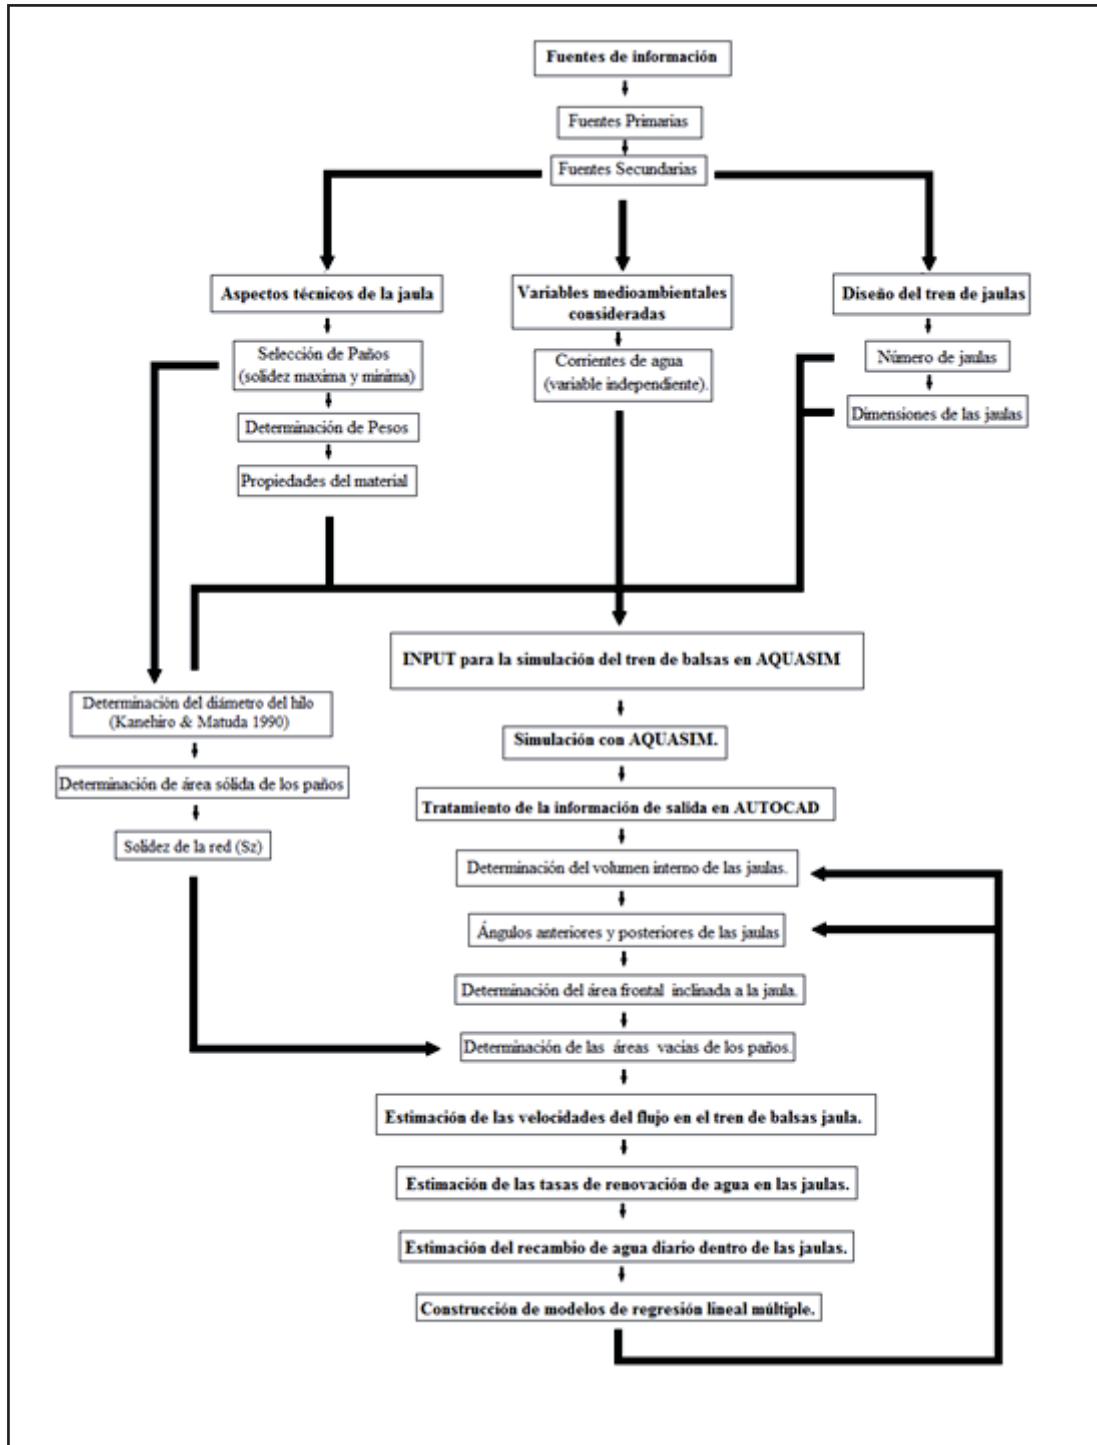 Fuentes de información
Fuentes Primarias
Fuentes Secundarias
Aspectos técnicos de la jaula
Selección de Paños
(solidez maxima y minima)
Determinación de Pesos
Propiedades del material
Variables medioambientales
consideradas
Corrientes de agua
(variable independiente).
Diseño del tren de jaulas
Número de jaulas
Dimensiones de las jaulas
Determinación del diámetro del hilo
(Kanehiro & Matuda 1990)
Determinación de área sólida de los paños
Solidez de la red (Sz)
INPUT para la simulación del tren de balsas en AQUASIM
Simulación con AQUASIM.
Tratamiento de la información de salida en AUTOCAD
Determinación del volumen interno de las jaulas.
Ángulos anteriores y posteriores de las jaulas
Determinación del área frontal inclinada a la jaula.
Determinación de las áreas vacias de los paños.
Estimación de las velocidades del flujo en el tren de balsas jaula.
Estimación de las tasas de renovación de agua en las jaulas.
Estimación del recambio de agua diario dentro de las jaulas.
Construcción de modelos de regresión lineal múltiple.